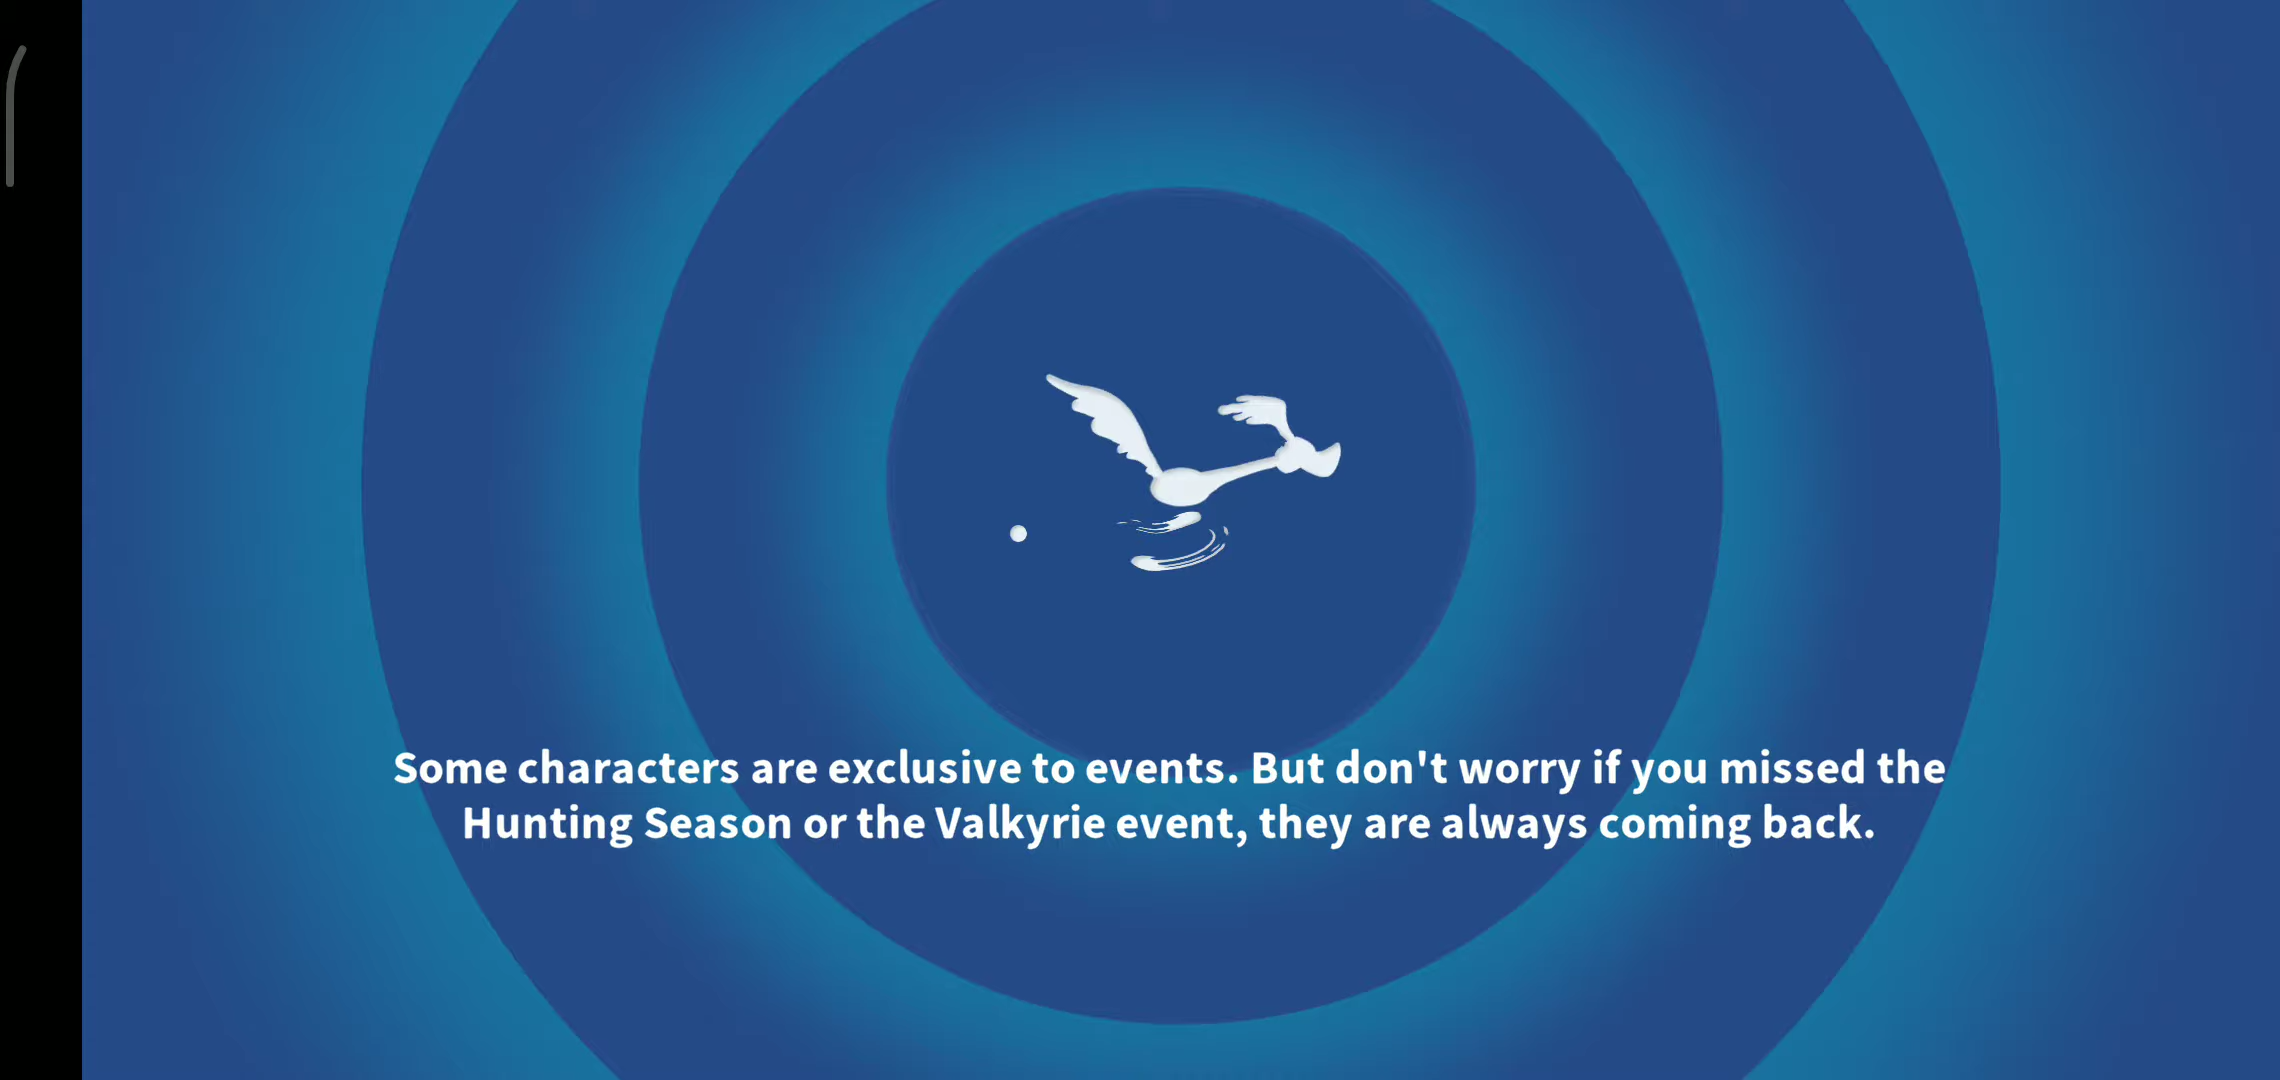 Some characters are exclusive to events. But don't worry if you missed the
Hunting Season or the Valkyrie event, they are always coming back.